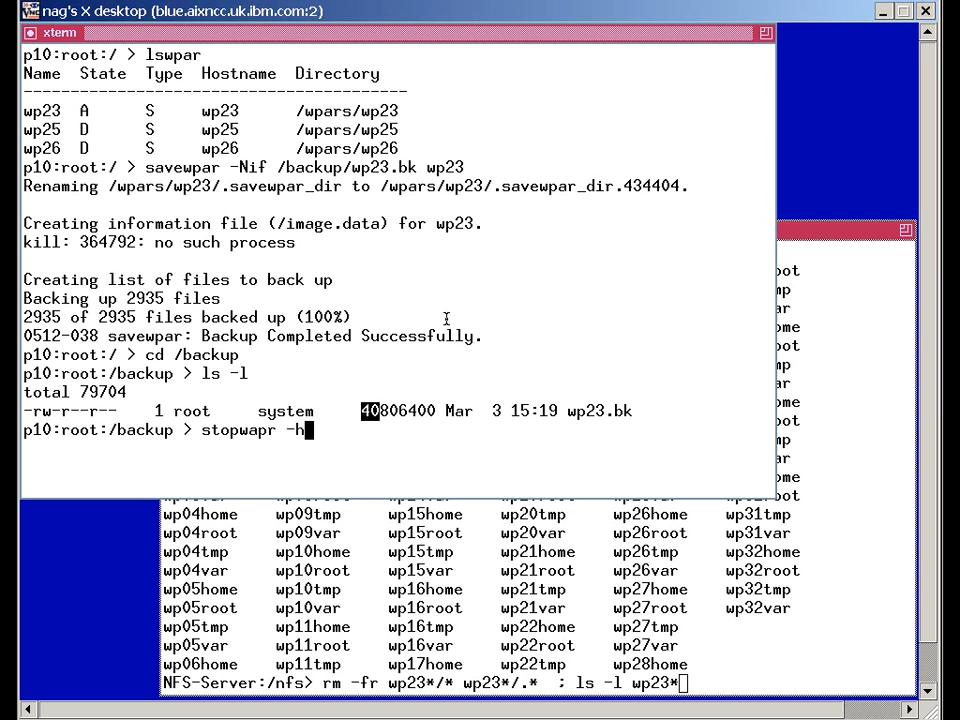 nag's X desktop (blue.aixncc.uk.ibm.com:2)
xterm
p10:root:/ > lswpar
Name State Type Hostname Directory
-----------------------------------------
wp23 A S wp23 /wpars/wp23
wp25 D S wp25 /wpars/wp25
wp26 D S wp26 /wpars/wp26
p10:root:/ > savewpar -Nif /backup/wp23.bk wp23
Renaming /wpars/wp23/.savewpar_dir to /wpars/wp23/.savewpar_dir.434404.
Creating information file (/image.data) for wp23.
kill: 364792: no such process
Creating list of files to back up
Backing up 2935 files
2935 of 2935 files backed up (100%)
0512-038 savewpar: Backup Completed Successfully.
p10:root:/ > cd /backup
p10:root:/backup > ls -l
total 79704
-rw-r--r-- 1 root system 40806400 Mar 3 15:19 wp23.bk
p10:root:/backup > stopwapr -h
wp04home wp09tmp wp15home wp20tmp wp26home wp31tmp
wp04root wp09var wp15root wp20var wp26root wp31var
wp04tmp wp10home wp15tmp wp21home wp26tmp wp32home
wp04var wp10root wp15var wp21root wp26var wp32root
wp05home wp10tmp wp16home wp21tmp wp27home wp32tmp
wp05root wp10var wp16root wp21var wp27root wp32var
wp05tmp wp11home wp16tmp wp22home wp27tmp
wp05var wp11root wp16var wp22root wp27var
wp06home wp11tmp wp17home wp22tmp wp28home
NFS-Server:/nfs> rm -fr wp23*/* wp23*/.* ; ls -l wp23*